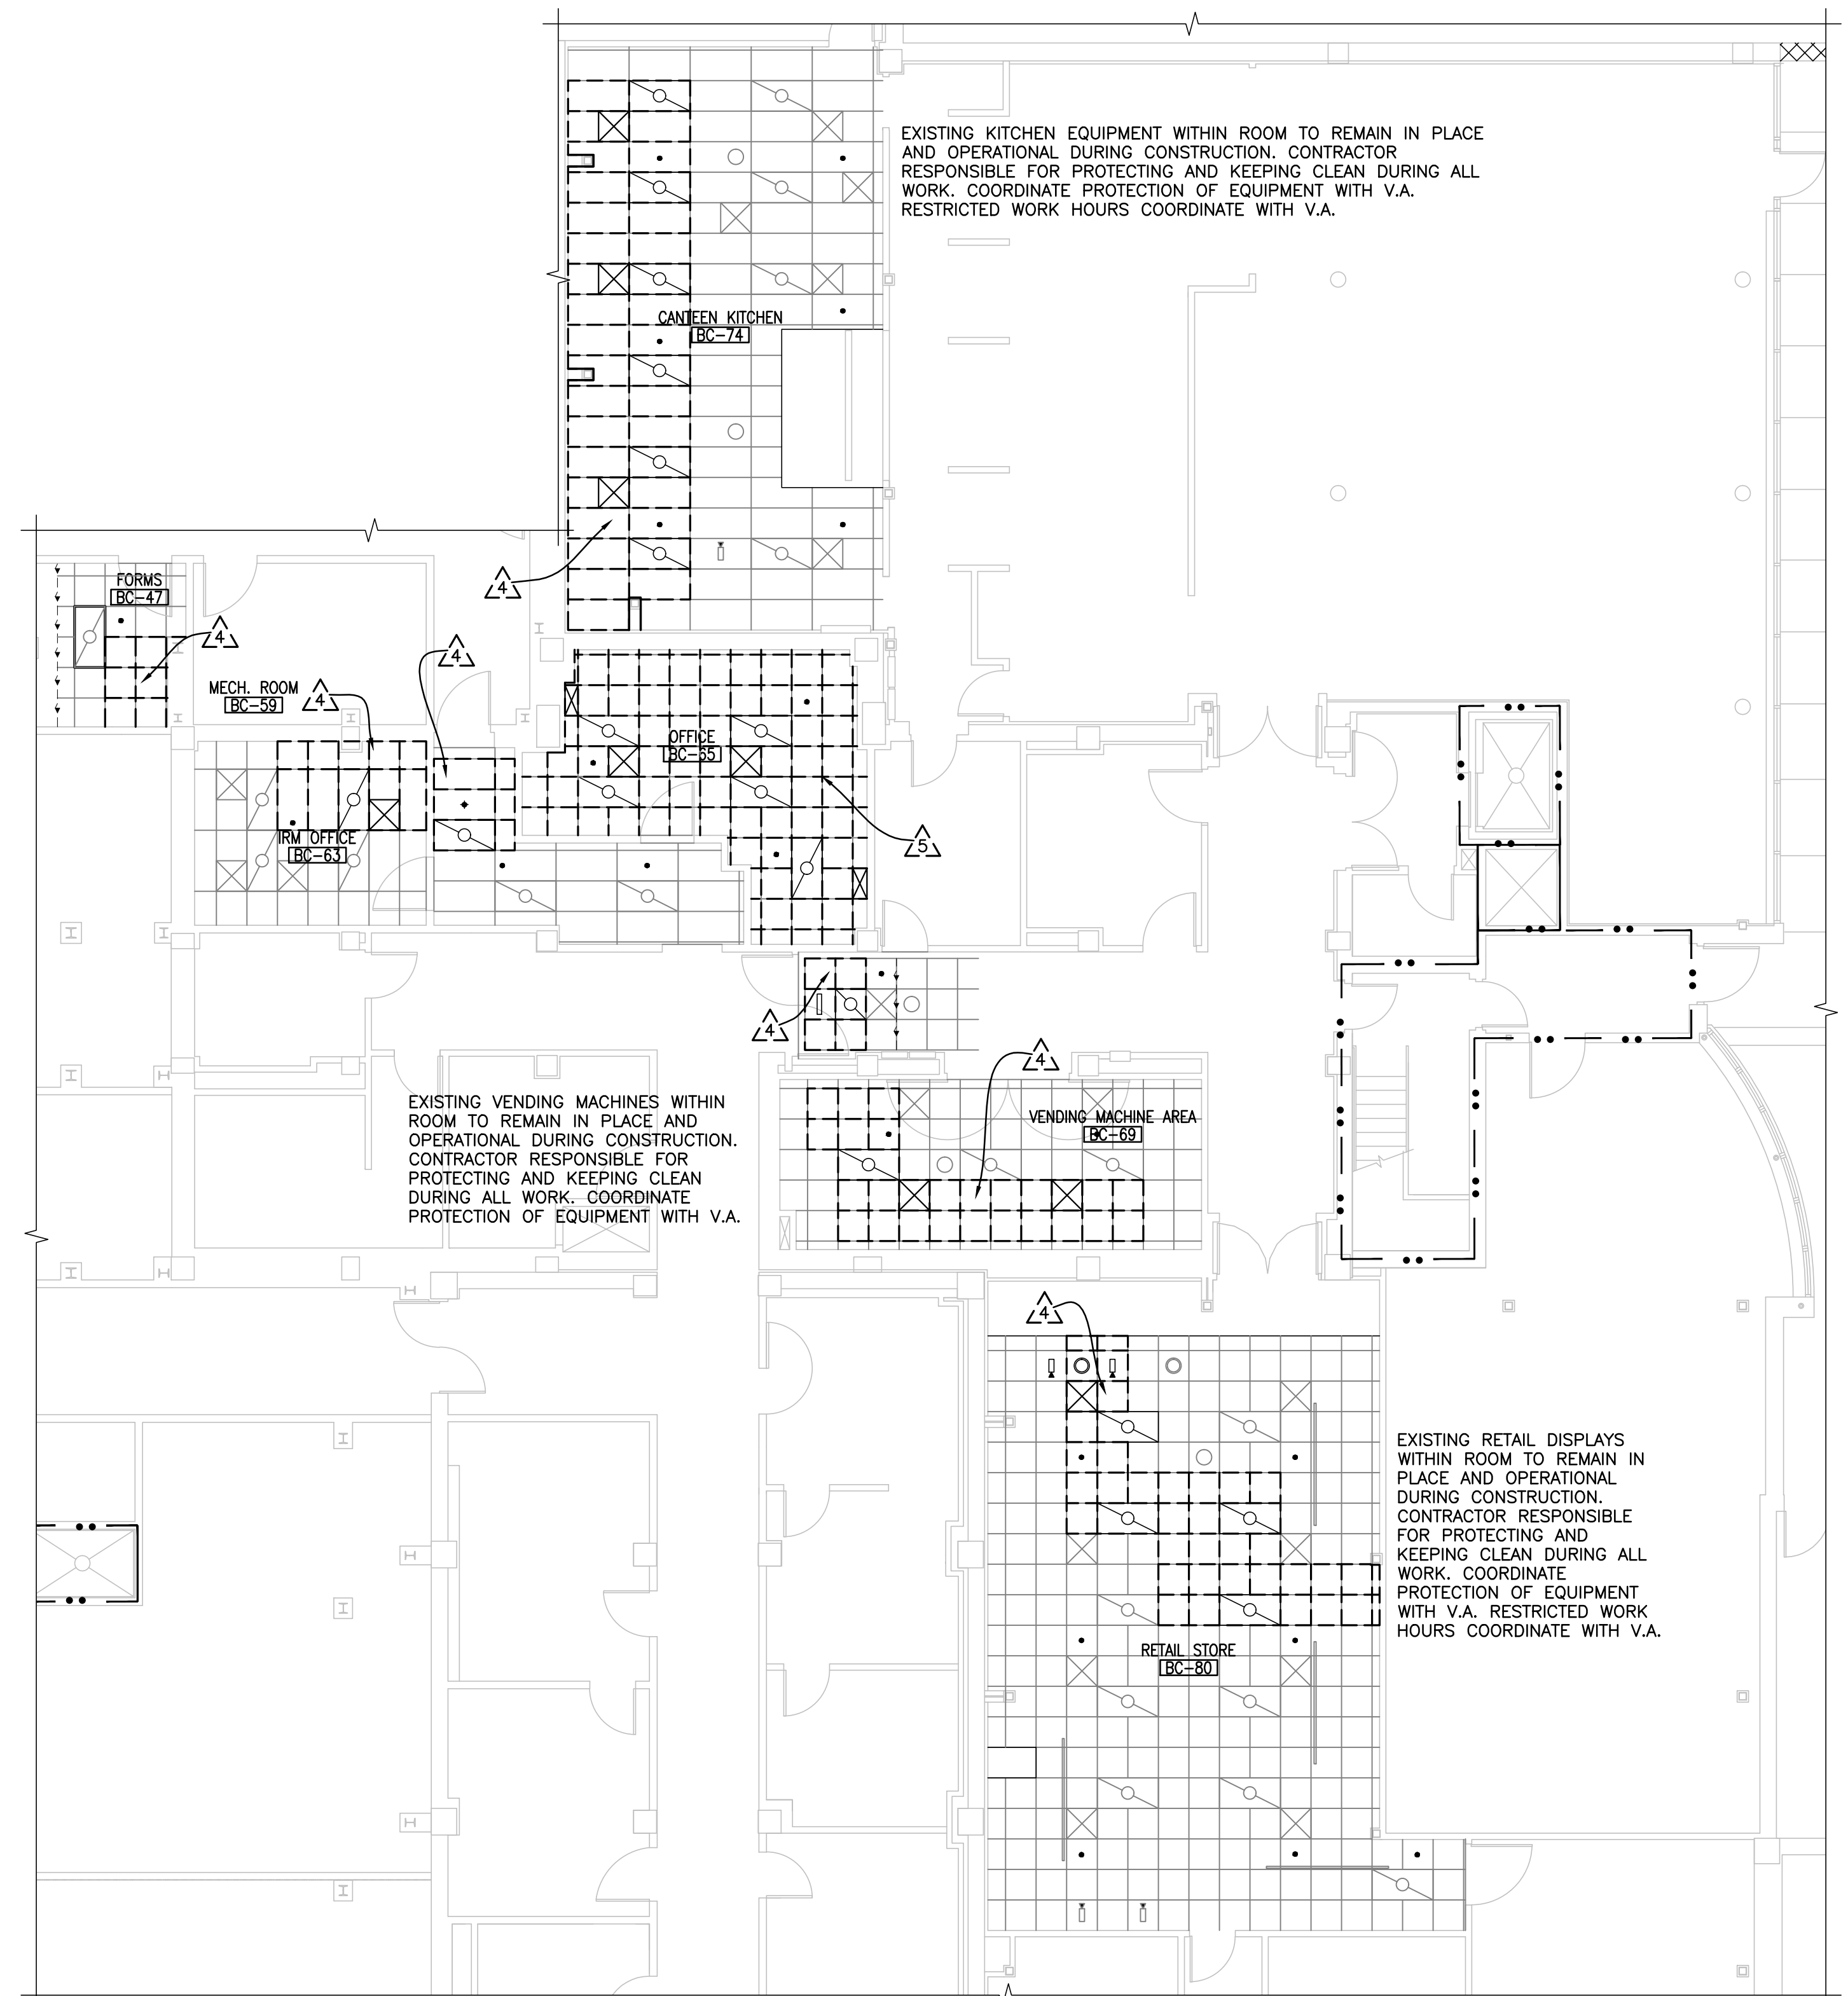 EXISTING KITCHEN EQUIPMENT WITHIN ROOM TO REMAIN IN PLACE
AND OPERATIONAL DURING CONSTRUCTION. CONTRACTOR
RESPONSIBLE FOR PROTECTING AND KEEPING CLEAN DURING ALL
WORK. COORDINATE PROTECTION OF EQUIPMENT WITH V.A.
RESTRICTED WORK HOURS COORDINATE WITH V.A.
CANTEEN KITCHEN
BC-74
4
FORMS
BC-47
4
4
MECH. ROOM
BC-59
4
OFFICE
BC-65
IRM OFFICE
BC-63
5
4
4
EXISTING VENDING MACHINES WITHIN
ROOM TO REMAIN IN PLACE AND
OPERATIONAL DURING CONSTRUCTION.
CONTRACTOR RESPONSIBLE FOR
PROTECTING AND KEEPING CLEAN
DURING ALL WORK. COORDINATE
PROTECTION OF EQUIPMENT WITH V.A.
VENDING MACHINE AREA
BC-69
4
EXISTING RETAIL DISPLAYS
WITHIN ROOM TO REMAIN IN
PLACE AND OPERATIONAL
DURING CONSTRUCTION.
CONTRACTOR RESPONSIBLE
FOR PROTECTING AND
KEEPING CLEAN DURING ALL
WORK. COORDINATE
PROTECTION OF EQUIPMENT
WITH V.A. RESTRICTED WORK
HOURS COORDINATE WITH V.A.
RETAIL STORE
BC-80